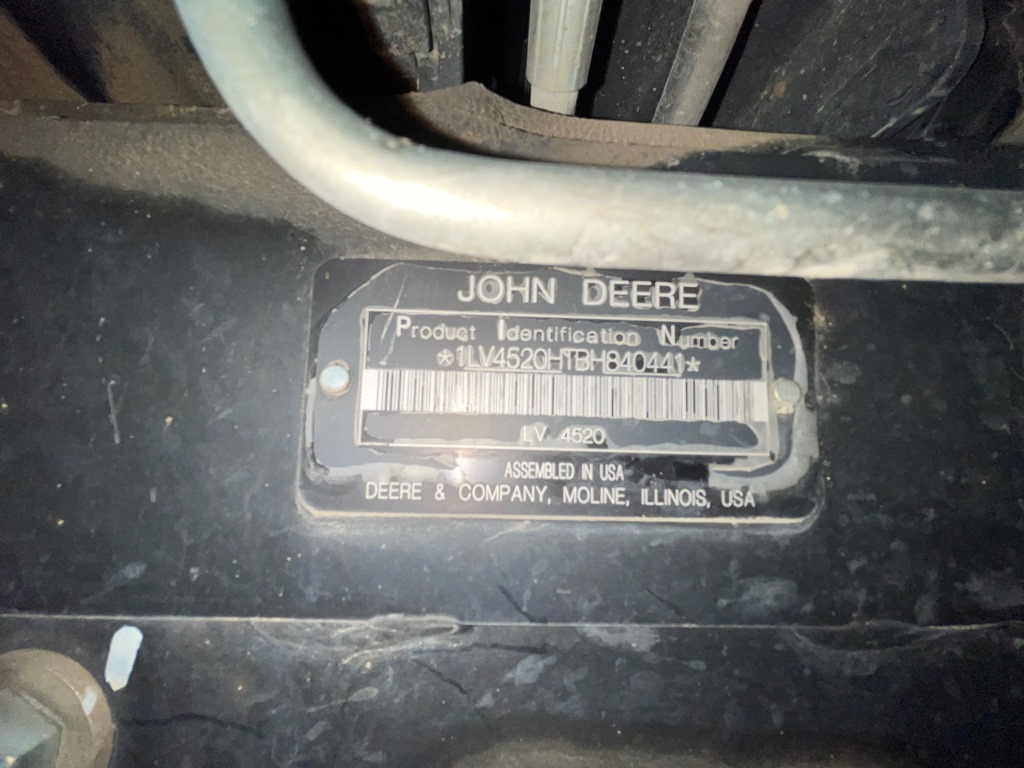 JOHN DEERE
Product Identification Number
*1LV4520HTBH840441*
LV 4520
ASSEMBLED IN USA
DEERE & COMPANY, MOLINE, ILLINOIS, USA